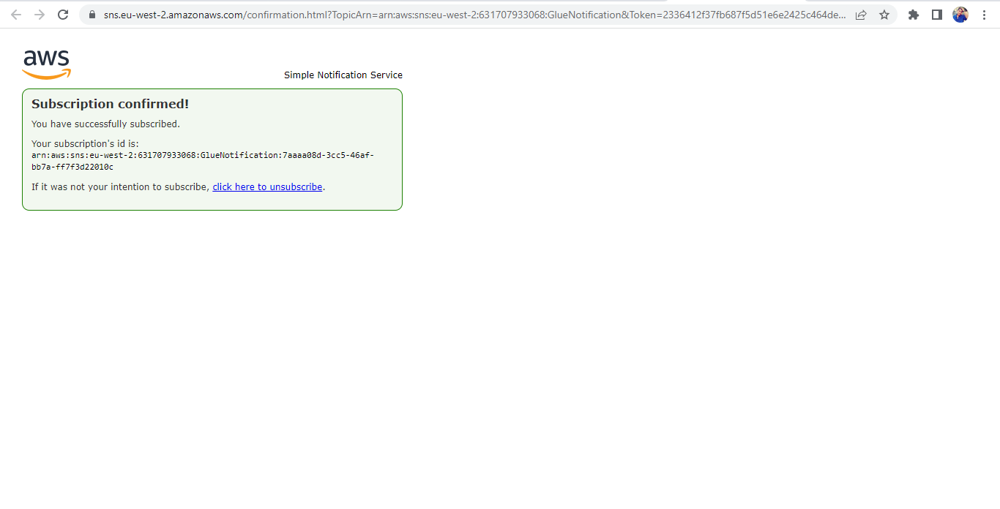 sns.eu-west-2.amazonaws.com/confirmation.html?TopicArn=arn:aws:sns:eu-west-2:631707933068:GlueNotification&Token=2336412f37fb687f5d51e6e2425c464de...
aws
Simple Notification Service
Subscription confirmed!
You have successfully subscribed.
Your subscription's id is:
arn:aws:sns:eu-west-2:631707933068:GlueNotification:7aaaa08d-3cc5-46af-
bb7a-ff7f3d22010c
If it was not your intention to subscribe, click here to unsubscribe.